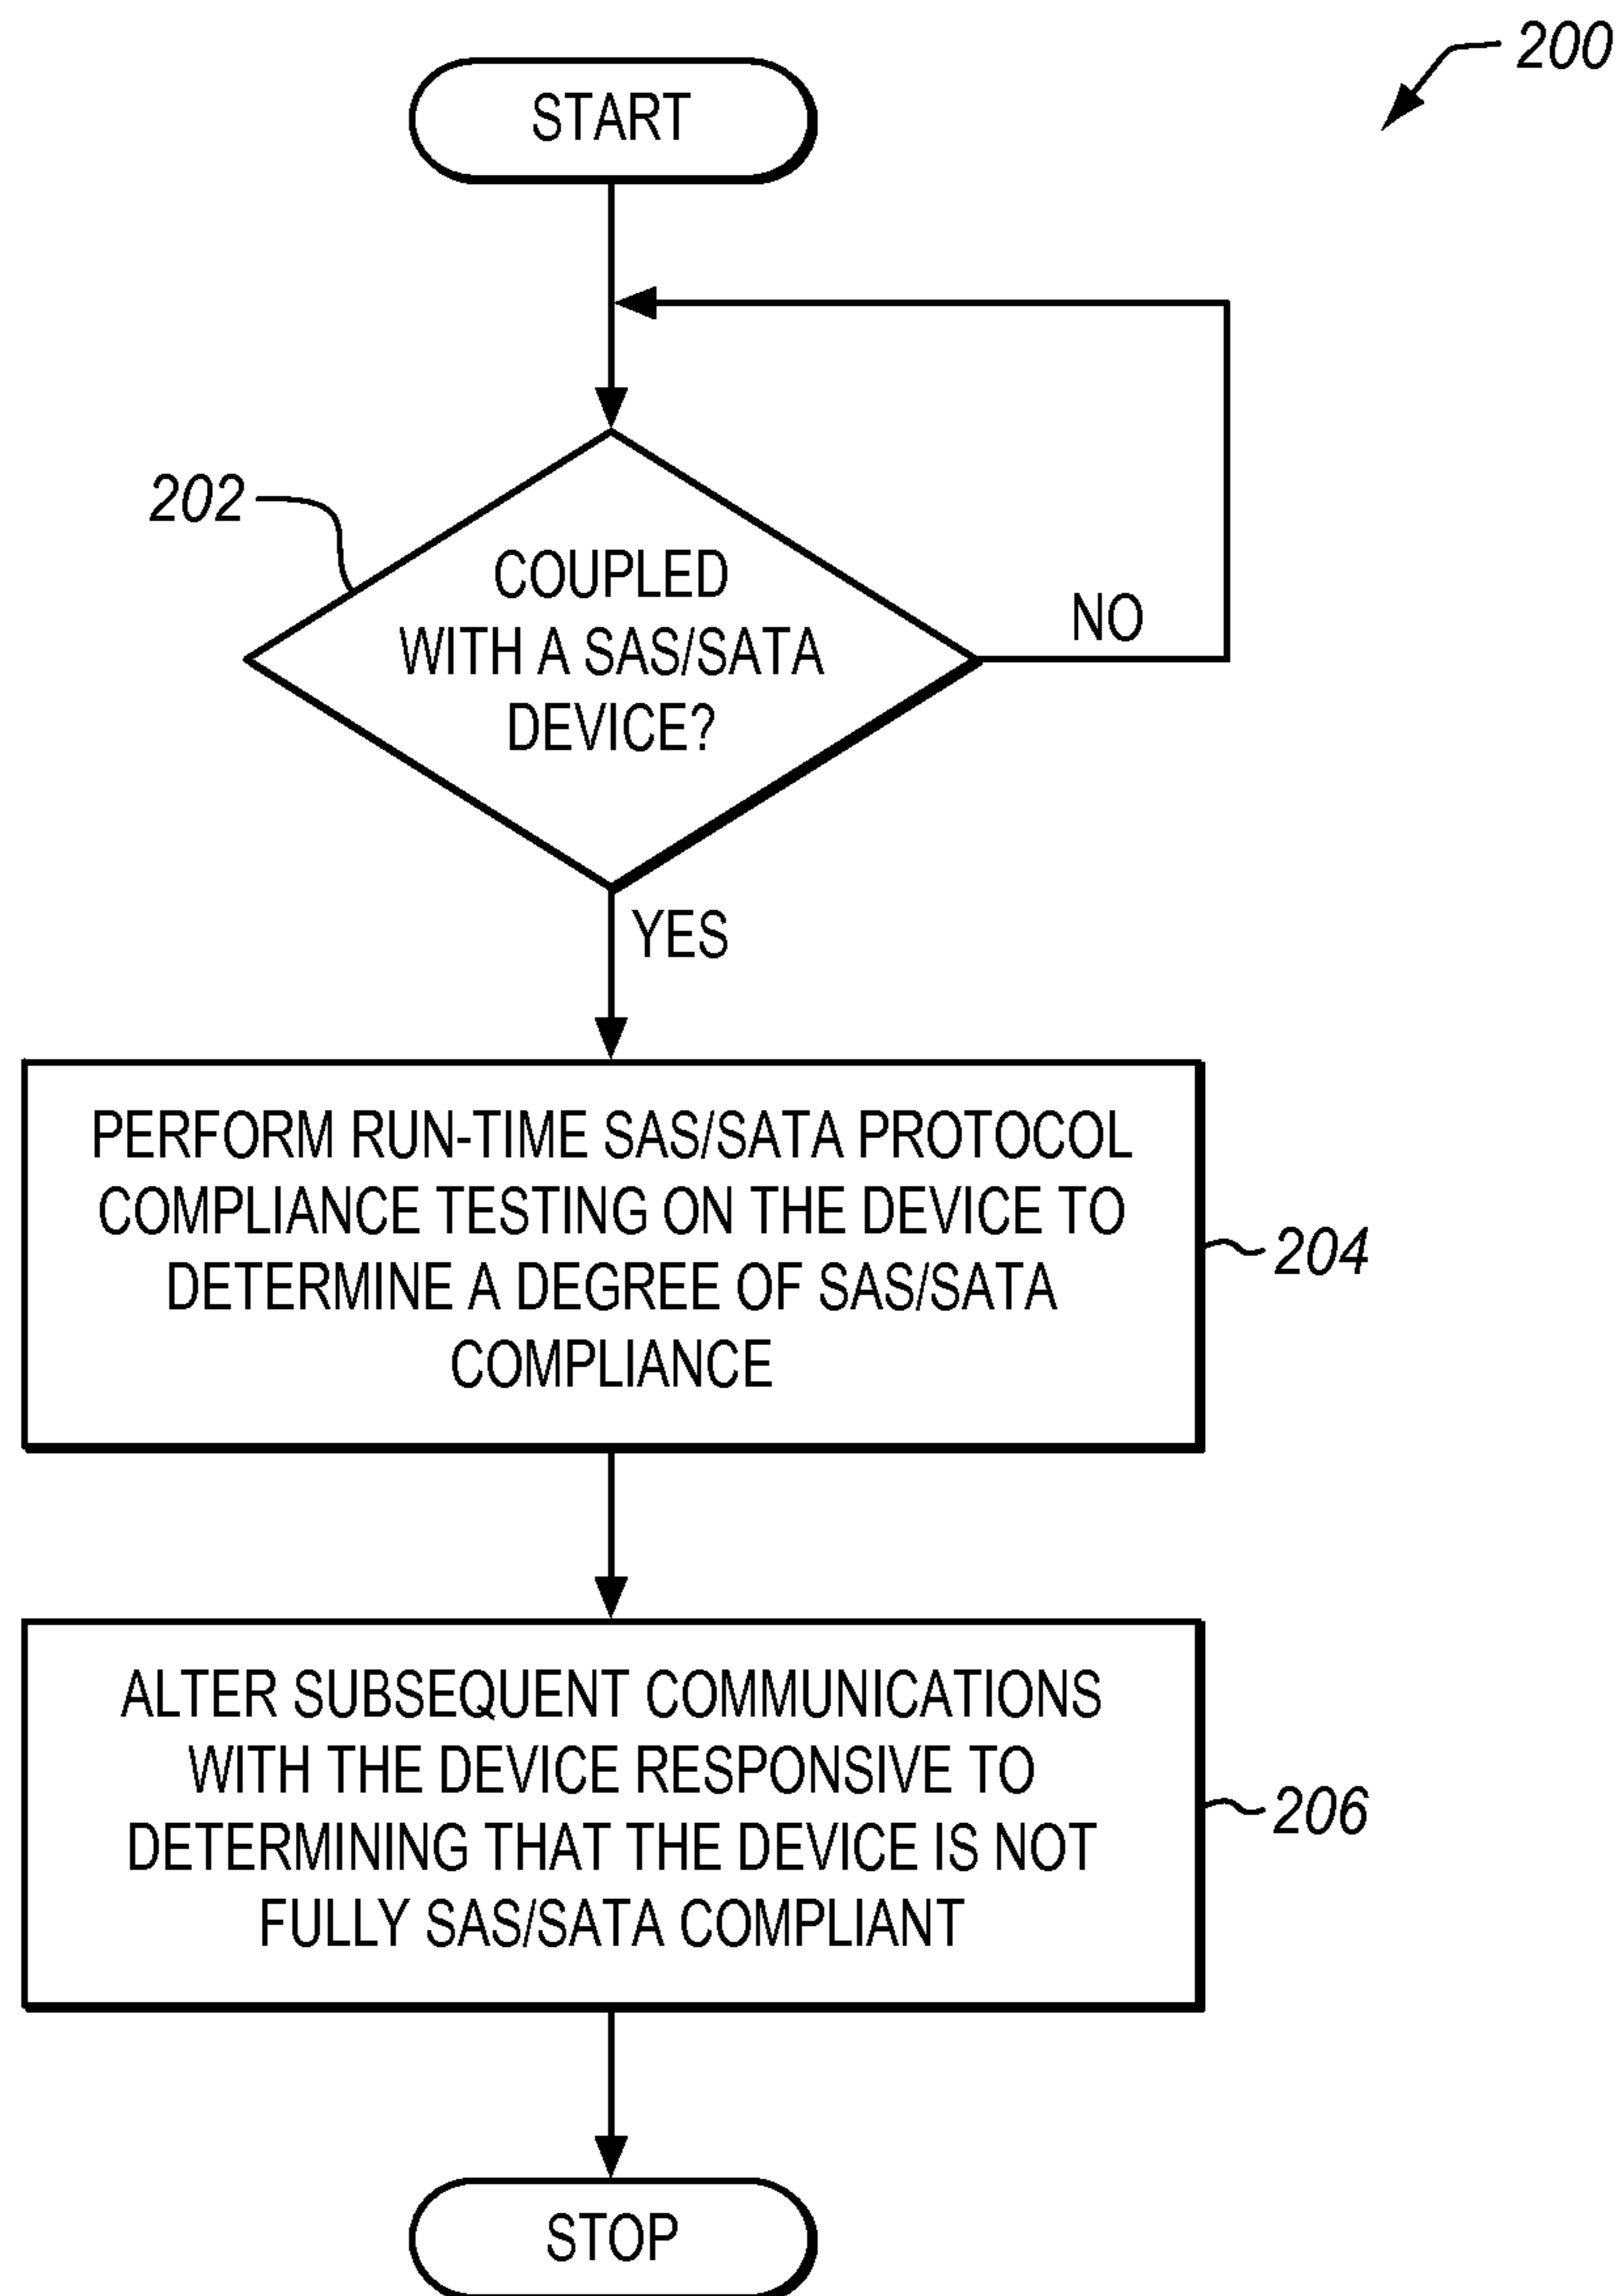 200
START
202
COUPLED
WITH A SAS/SATA
DEVICE?
NO
YES
PERFORM RUN-TIME SAS/SATA PROTOCOL
COMPLIANCE TESTING ON THE DEVICE TO
DETERMINE A DEGREE OF SAS/SATA
COMPLIANCE
204
ALTER SUBSEQUENT COMMUNICATIONS
WITH THE DEVICE RESPONSIVE TO
DETERMINING THAT THE DEVICE IS NOT
FULLY SAS/SATA COMPLIANT
206
STOP